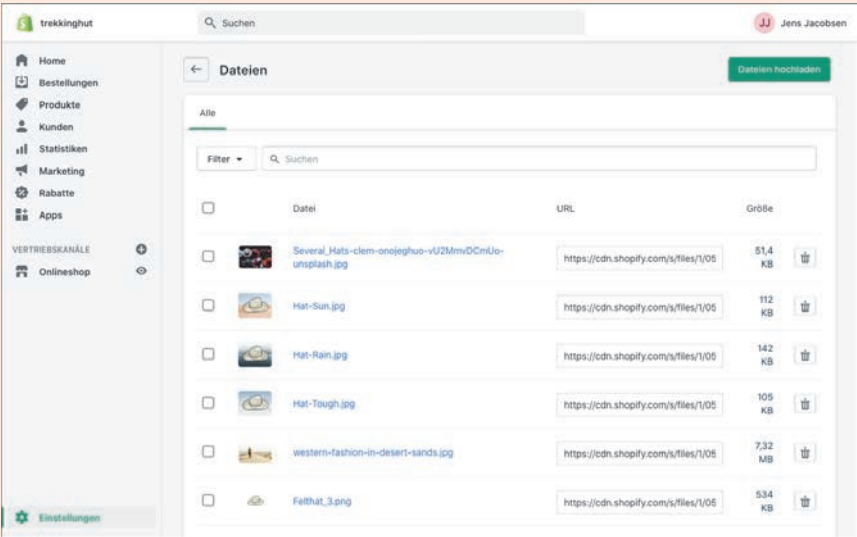 trekkinghut
Suchen
JJ
Jens Jacobsen
Home
Bestellungen
Produkte
Kunden
Statistiken
Marketing
Rabatte
Apps
VERTRIEBSKANÄLE
Onlineshop
Einstellungen
Dateien
Dateien hochladen
Alle
Filter
Suchen
Datei URL Größe
Several_Hats-clem-onojeghuo-vU2MmvDCmUo-
unsplash.jpg
https://cdn.shopify.com/s/files/1/05
51,4
KB
Hat-Sun.jpg
https://cdn.shopify.com/s/files/1/05
112
KB
Hat-Rain.jpg
https://cdn.shopify.com/s/files/1/05
142
KB
Hat-Tough.jpg
https://cdn.shopify.com/s/files/1/05
105
KB
western-fashion-in-desert-sands.jpg
https://cdn.shopify.com/s/files/1/05
7,32
MB
Felthat_3.png
https://cdn.shopify.com/s/files/1/05
534
KB